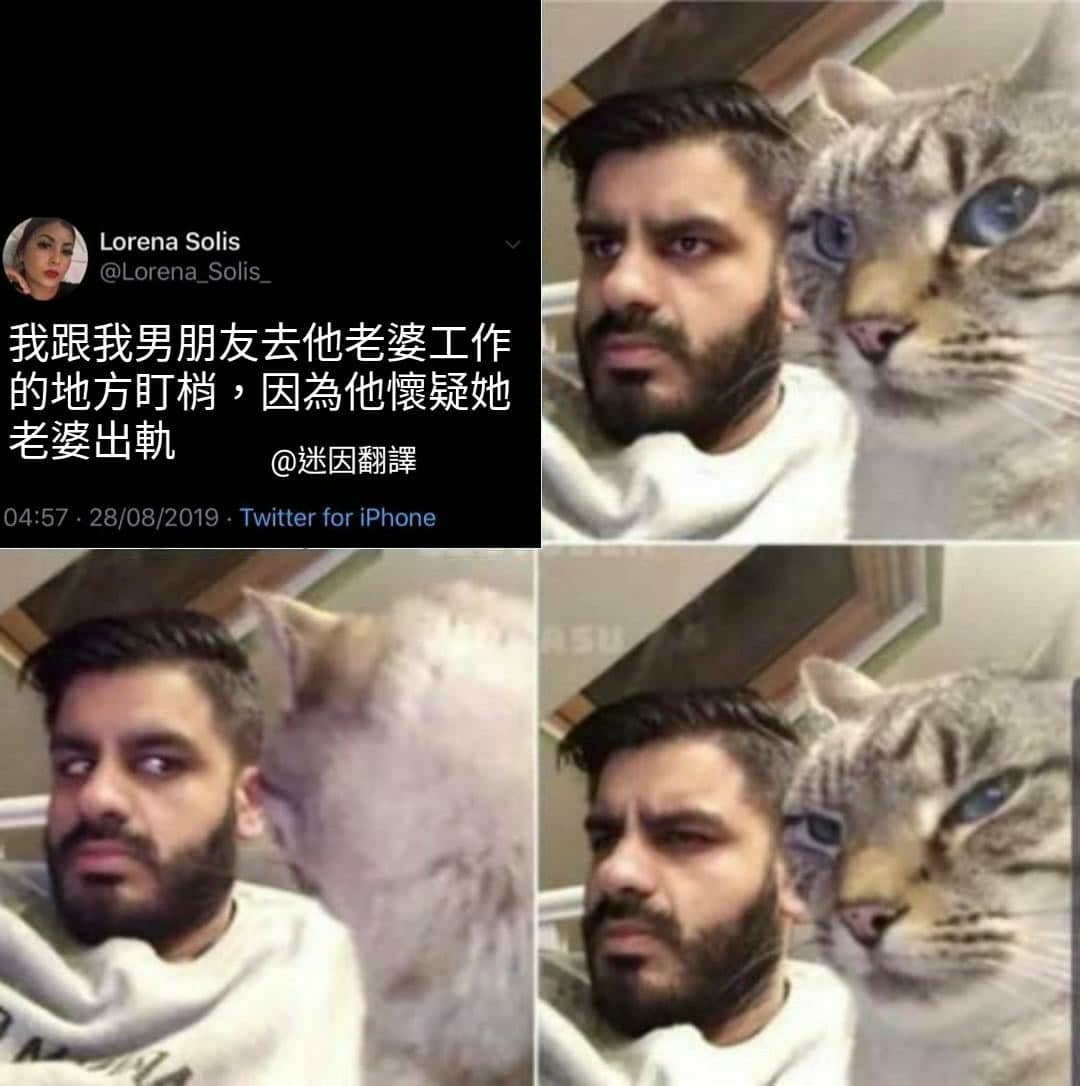 Lorena Solis
@Lorena_Solis_
我跟我男朋友去他老婆工作
的地方盯梢，因為他懷疑她
老婆出軌
@迷因翻譯
04:57 · 28/08/2019 · Twitter for iPhone